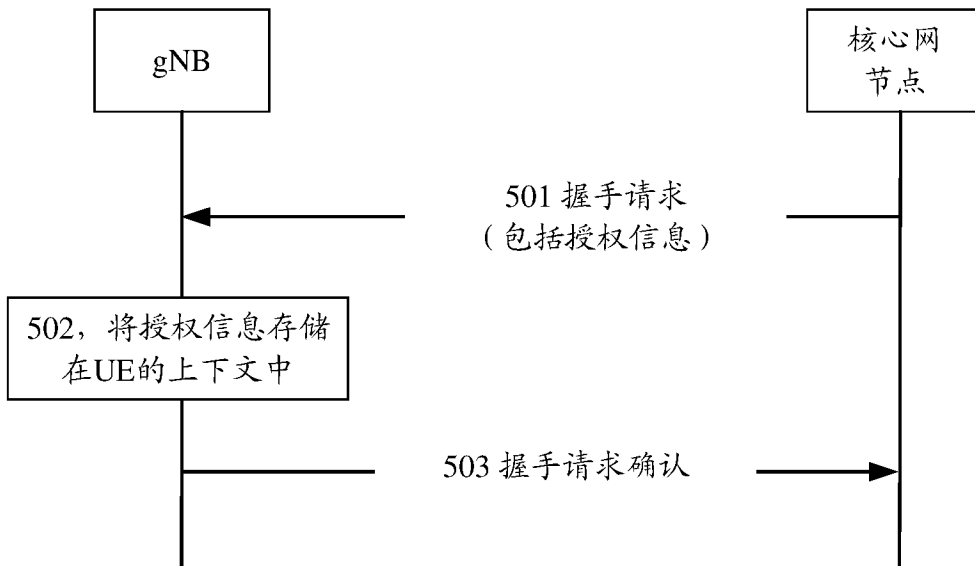 gNB
核心网
节点
501 握手请求
（包括授权信息）
502，将授权信息存储
在UE的上下文中
503 握手请求确认